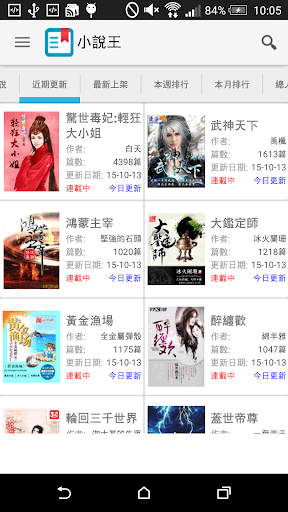 84%
10:05
小說王
說
近期更新
最新上架
本週排行
本月排行
總人
驚世毒妃:輕狂
大小姐
作者: 白天
篇數: 4398篇
更新日期: 15-10-13
連載中 今日更新
武神天下
作者: 萬楓
篇數: 1613篇
更新日期: 15-10-13
連載中 今日更新
鴻蒙主宰
作者: 堅強的石頭
篇數: 1020篇
更新日期: 15-10-13
連載中 今日更新
大鑑定師
作者: 冰火闌珊
篇數: 1210篇
更新日期: 15-10-13
連載中 今日更新
黃金漁場
作者: 全金屬彈殼
篇數: 1175篇
更新日期: 15-10-13
連載中 今日更新
醉纏歡
作者: 綿羊雅
篇數: 1047篇
更新日期: 15-10-13
連載中 今日更新
輪回三千世界
蓋世帝尊